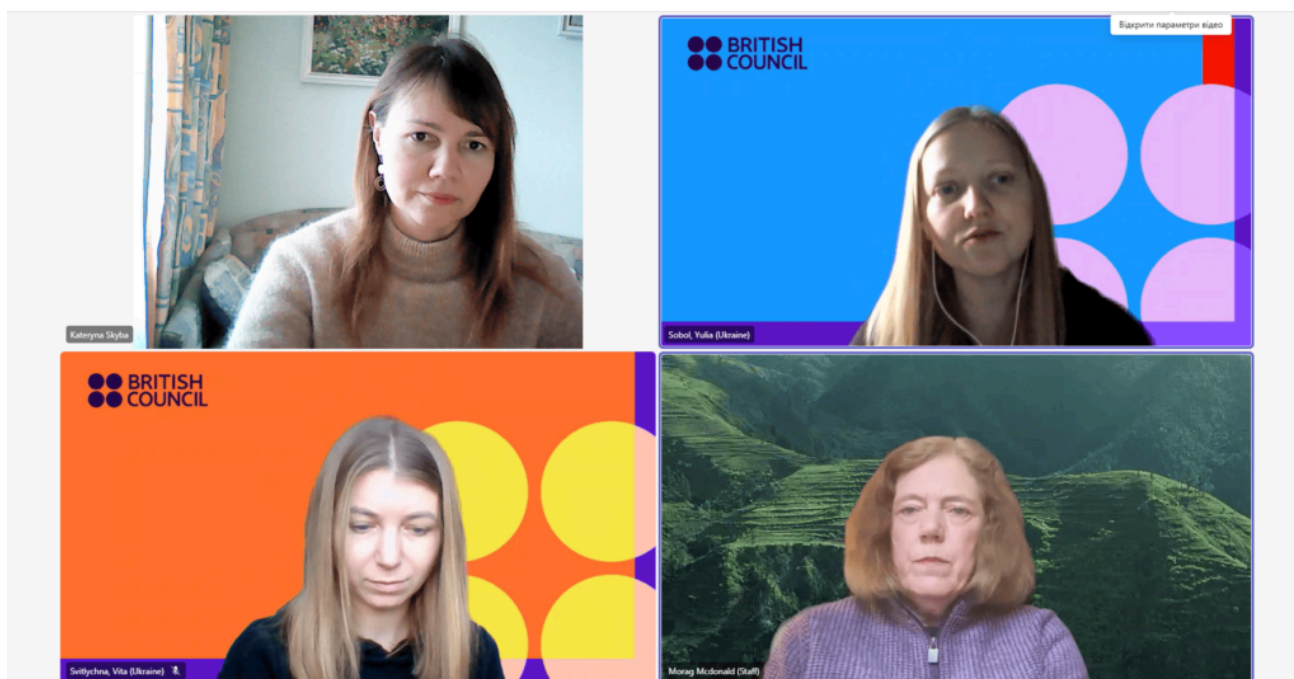 Відкрити параметри відео
BRITISH
COUNCIL
Kateryna Skyba
Sobol, Yulia (Ukraine)
BRITISH
COUNCIL
Svitlychna, Vita (Ukraine)
Morag Mcdonald (Staff)